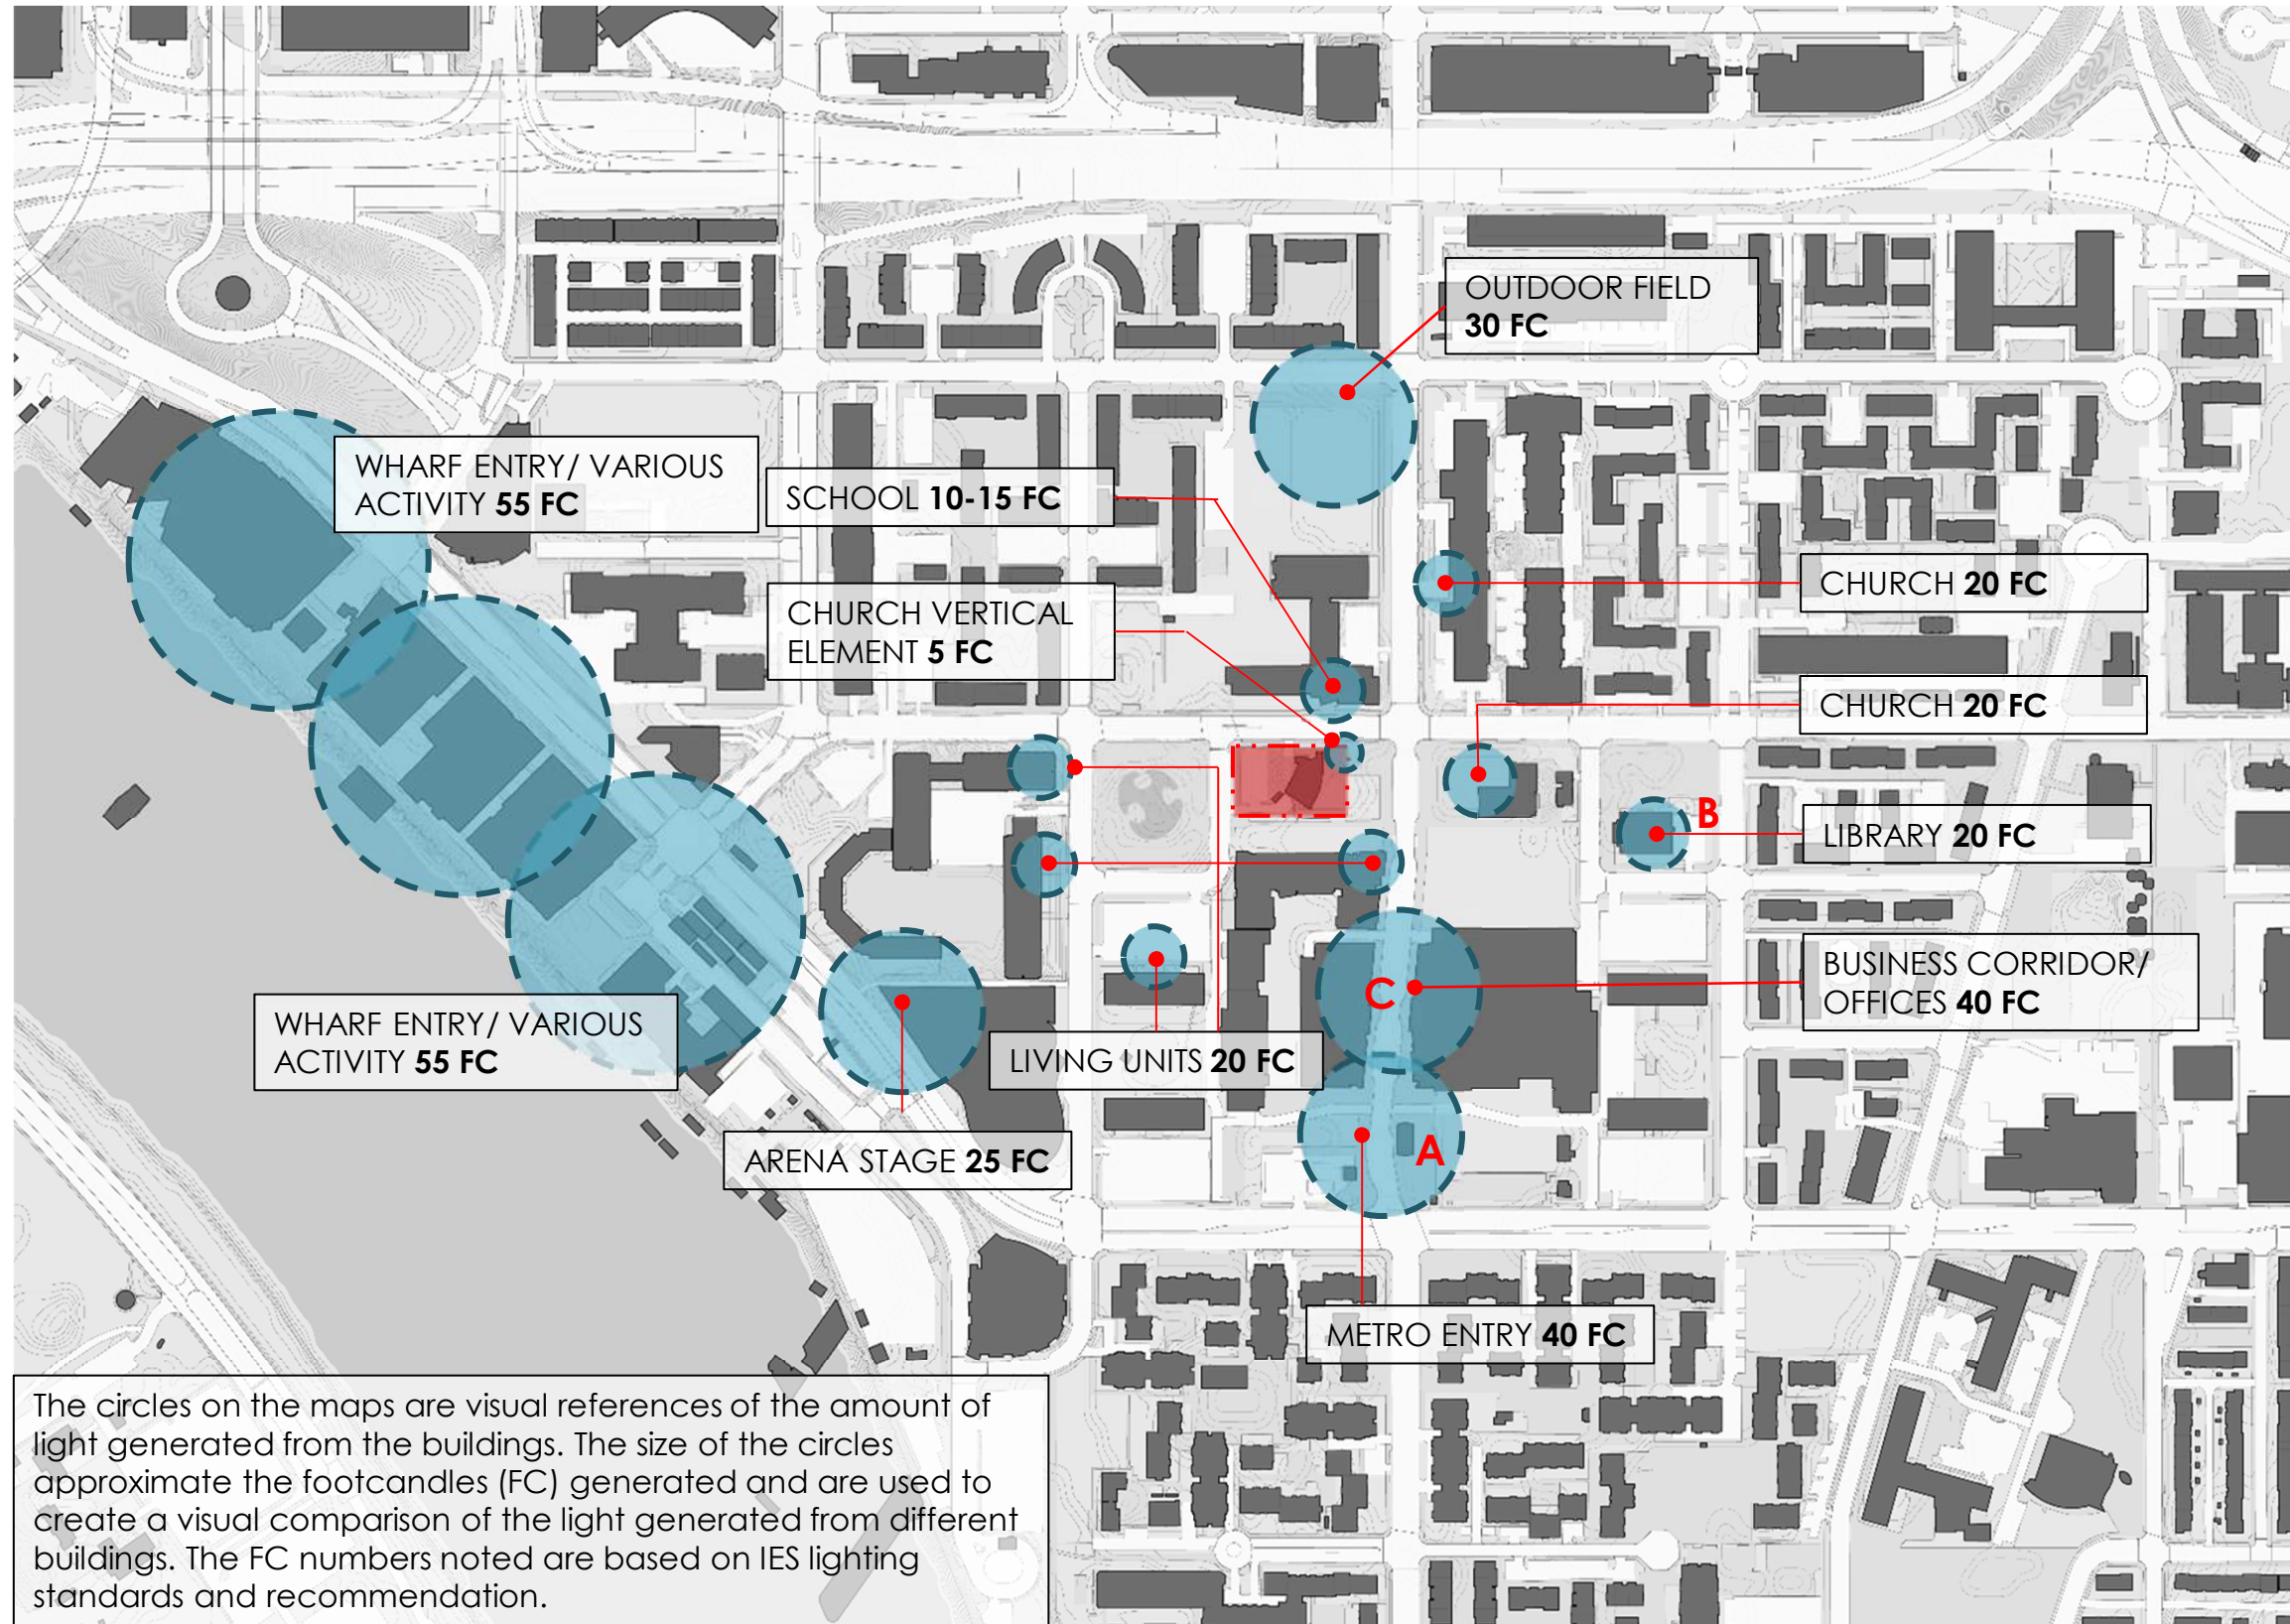 OUTDOOR FIELD
30 FC
WHARF ENTRY/ VARIOUS
ACTIVITY 55 FC
SCHOOL 10-15 FC
CHURCH 20 FC
CHURCH VERTICAL
ELEMENT 5 FC
CHURCH 20 FC
B
LIBRARY 20 FC
BUSINESS CORRIDOR/
OFFICES 40 FC
C
WHARF ENTRY/ VARIOUS
ACTIVITY 55 FC
LIVING UNITS 20 FC
A
ARENA STAGE 25 FC
METRO ENTRY 40 FC
The circles on the maps are visual references of the amount of
light generated from the buildings. The size of the circles
approximate the footcandles (FC) generated and are used to
create a visual comparison of the light generated from different
buildings. The FC numbers noted are based on IES lighting
standards and recommendation.